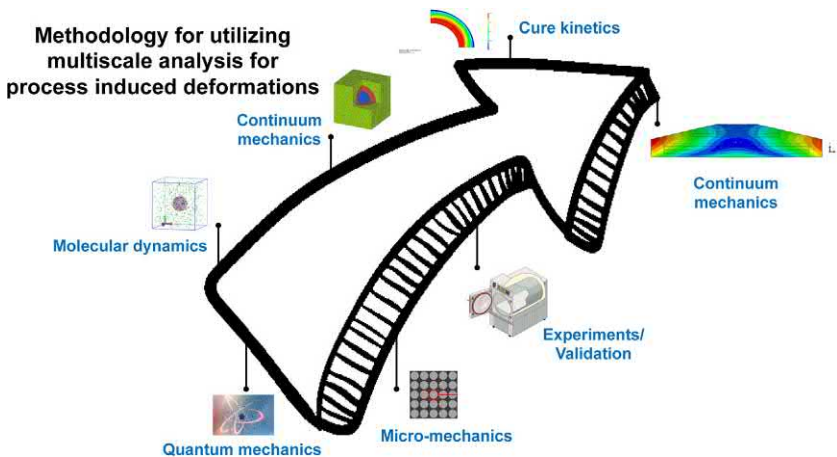 Methodology for utilizing
multiscale analysis for
process induced deformations
Cure kinetics
Continuum
mechanics
Continuum
mechanics
Molecular dynamics
Experiments/
Validation
Micro-mechanics
Quantum mechanics